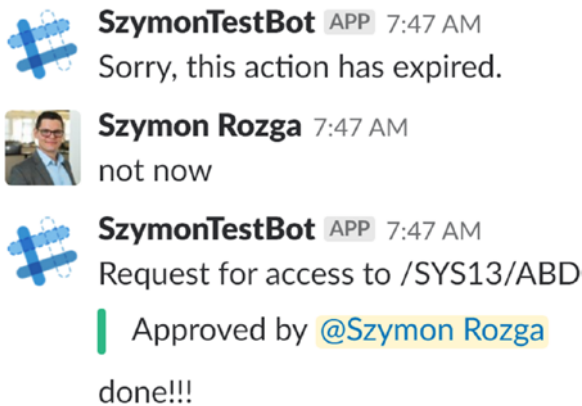 SzymonTestBot APP 7:47 AM
Sorry, this action has expired.
Szymon Rozga 7:47 AM
not now
SzymonTestBot APP 7:47 AM
Request for access to /SYS13/ABD
Approved by @Szymon Rozga
done!!!